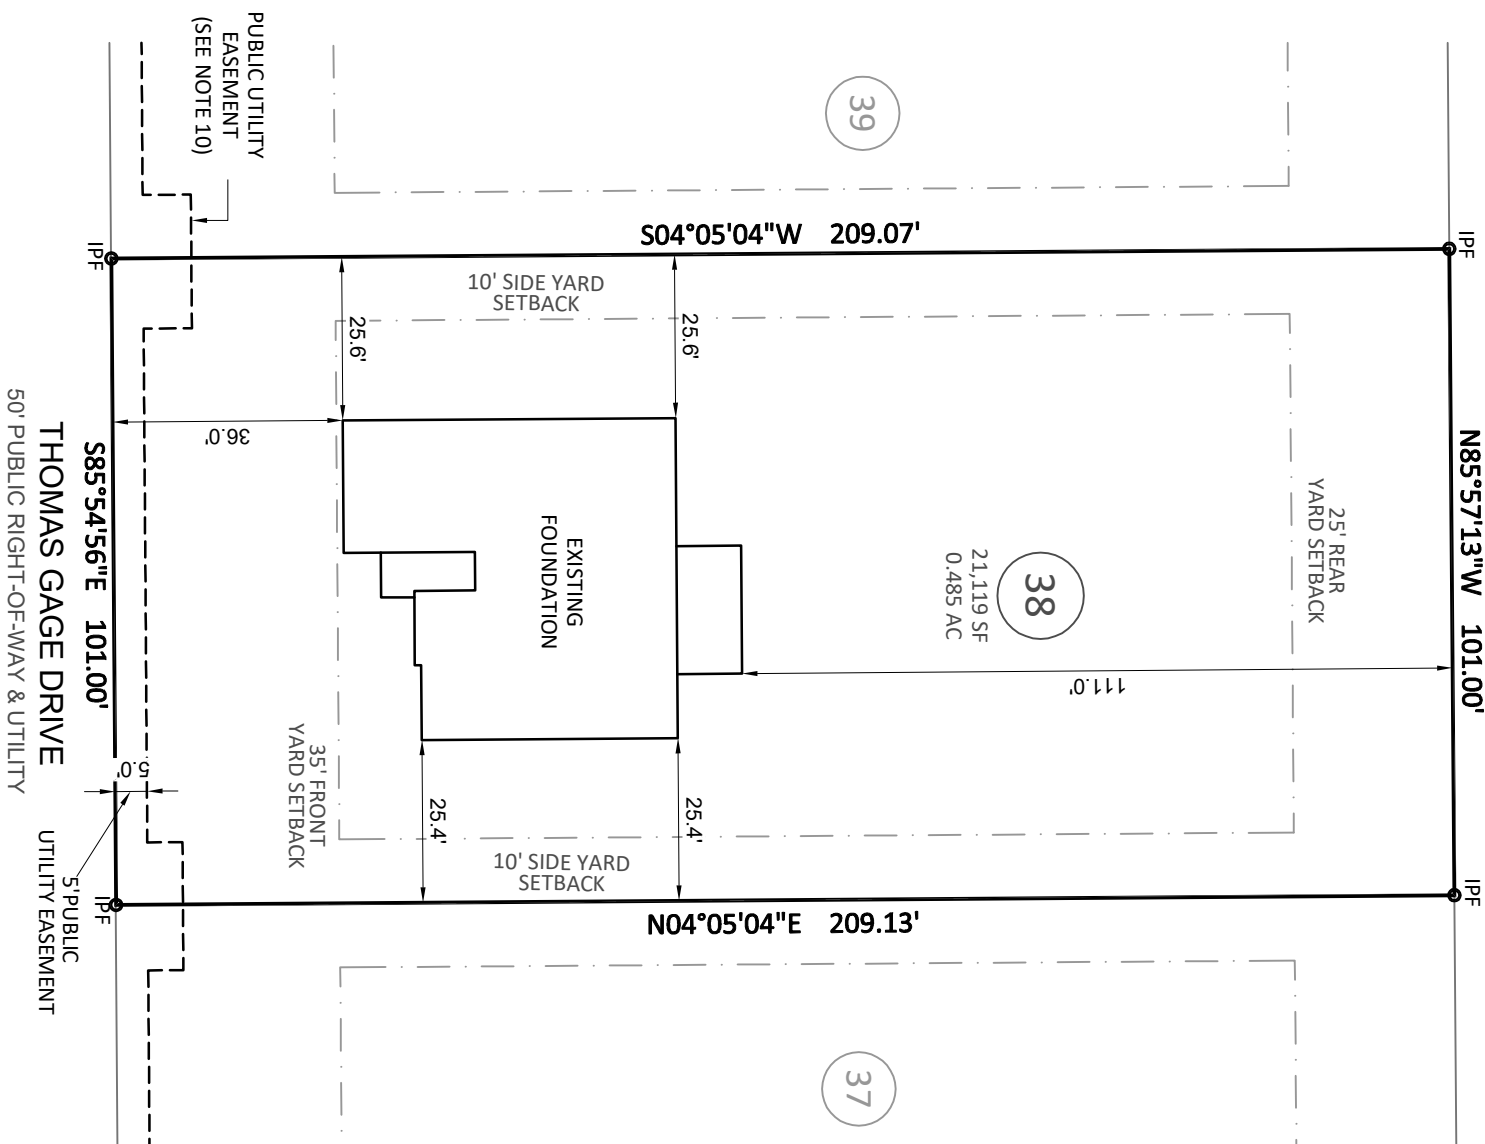 PUBLIC UTILITY
EASEMENT
(SEE NOTE 10)
39
IPF
S04°05'04"W 209.07'
IPF
10' SIDE YARD
SETBACK
25.6'
25.6'
36.0'
EXISTING
FOUNDATION
38
21,119 SF
0.485 AC
25' REAR
YARD SETBACK
N85°57'13"W 101.00'
111.0'
S85°54'56"E 101.00'
THOMAS GAGE DRIVE
50' PUBLIC RIGHT-OF-WAY & UTILITY
35' FRONT
YARD SETBACK
5.0'
25.4'
25.4'
10' SIDE YARD
SETBACK
5'PUBLIC
UTILITY EASEMENT
IPF
N04°05'04"E 209.13'
IPF
37